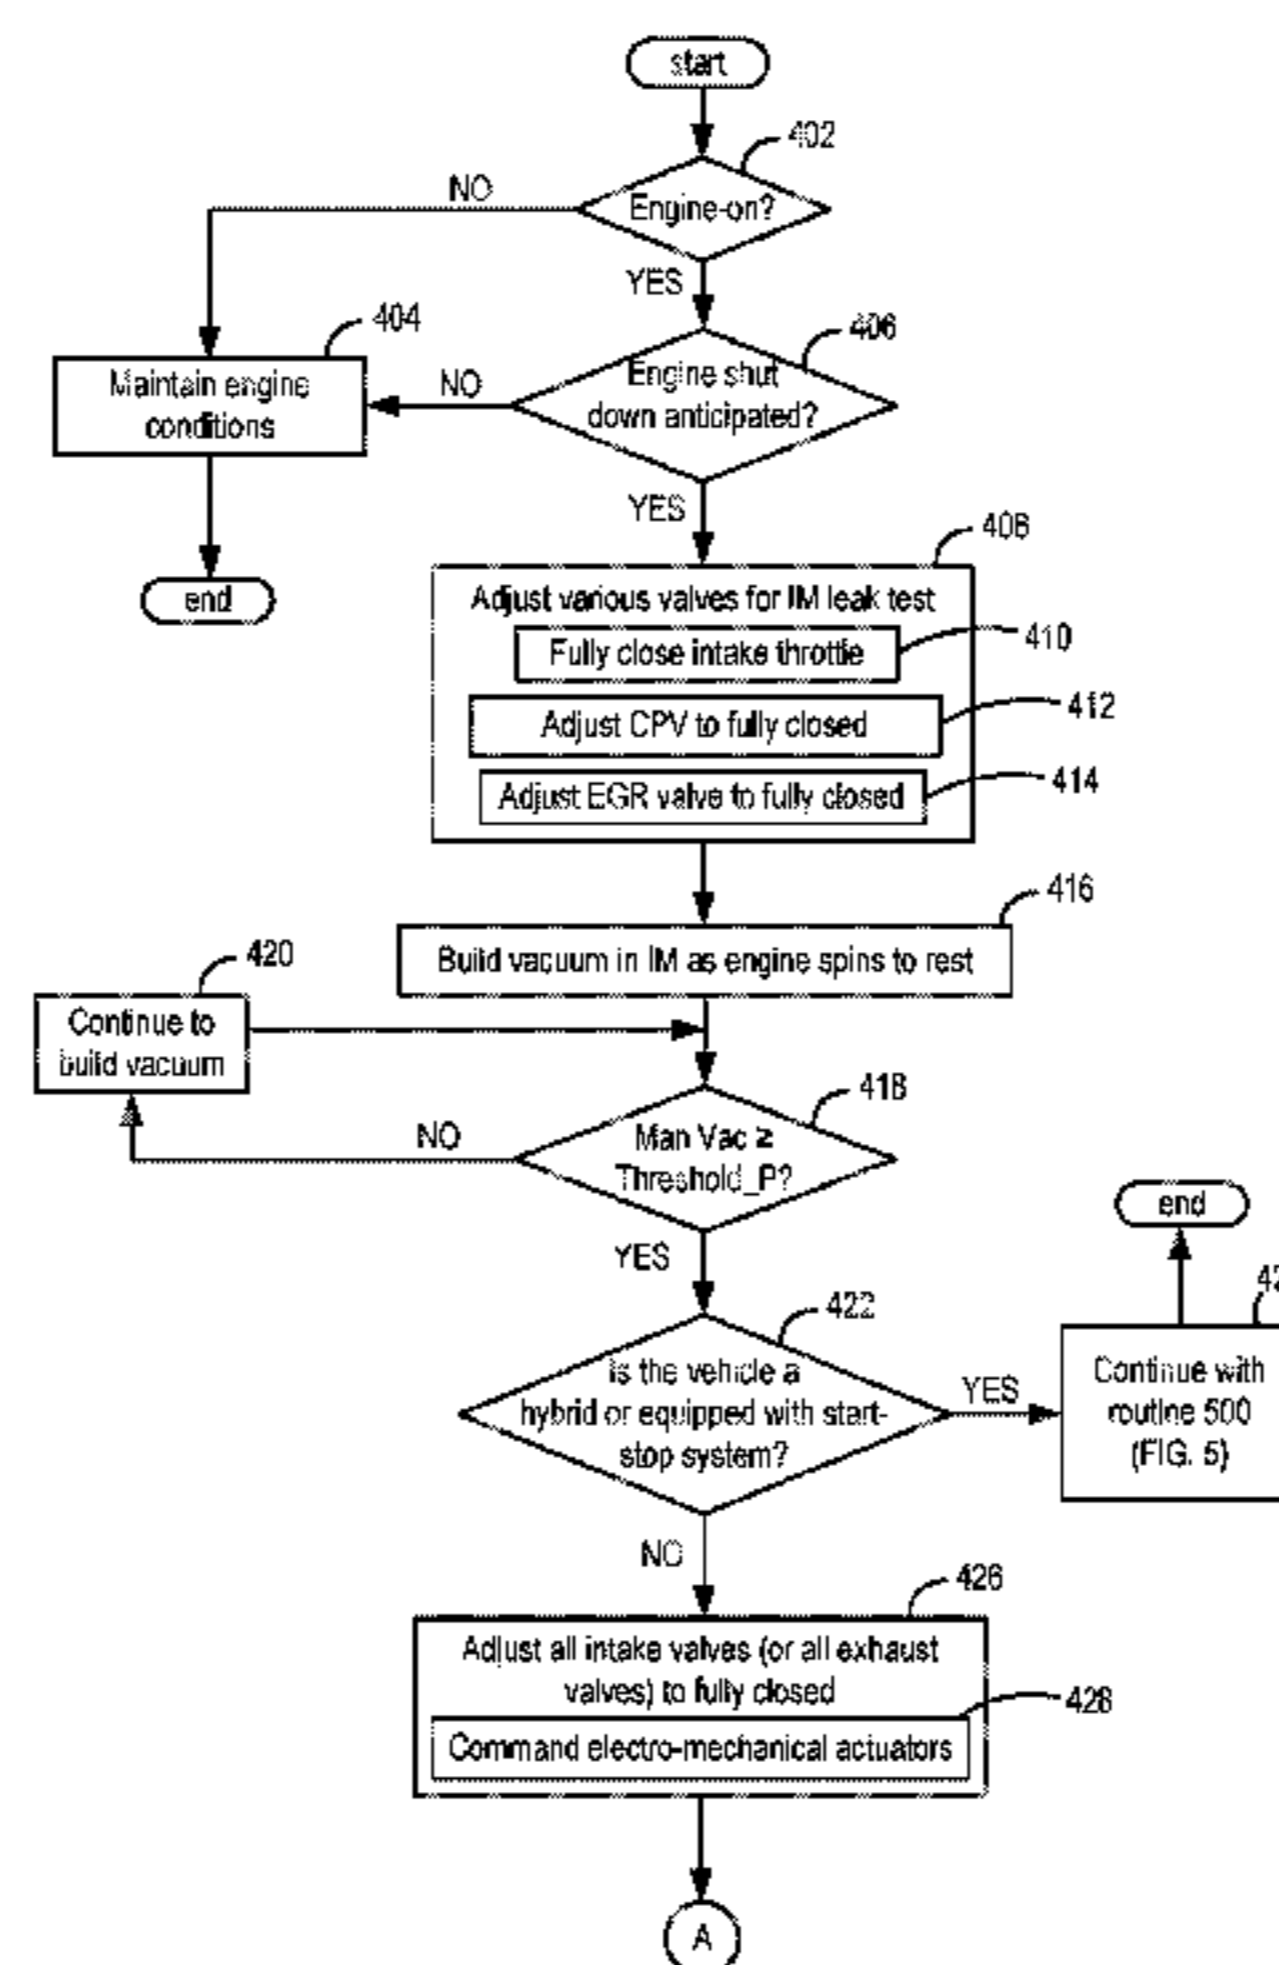 start
402
Engine-on?
NO
YES
404
406
Maintain engine
conditions
NO
Engine shut
down anticipated?
YES
end
408
Adjust various valves for IM leak test
Fully close intake throttle
410
Adjust CPV to fully closed
412
Adjust EGR valve to fully closed
414
416
Build vacuum in IM as engine spins to rest
420
Continue to
build vacuum
418
Man Vac ≥
Threshold_P?
NO
YES
end
422
Is the vehicle a
hybrid or equipped with start-
stop system?
YES
Continue with
routine 500
(FIG. 5)
NO
426
Adjust all intake valves (or all exhaust
valves) to fully closed
428
Command electro-mechanical actuators
A